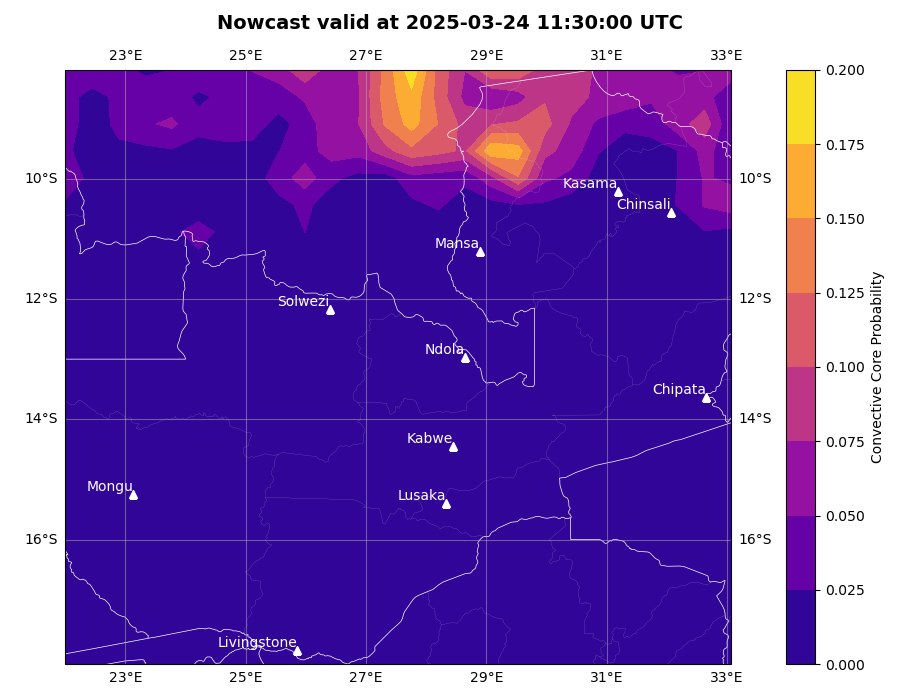 Nowcast valid at 2025-03-24 11:30:00 UTC
23°E 25°E 27°E 29°E 31°E 33°E
0.200
0.175
10°S Kasama 10°S
Chinsali
0.150
Mansa
12°S Solwezi 12°S
0.125
Ndola
0.100
Chipata
14°S 14°S
Kabwe
0.075
Mongu
Lusaka
0.050
16°S 16°S
0.025
Livingstone
0.000
23°E 25°E 27°E 29°E 31°E 33°E
Convective Core Probability